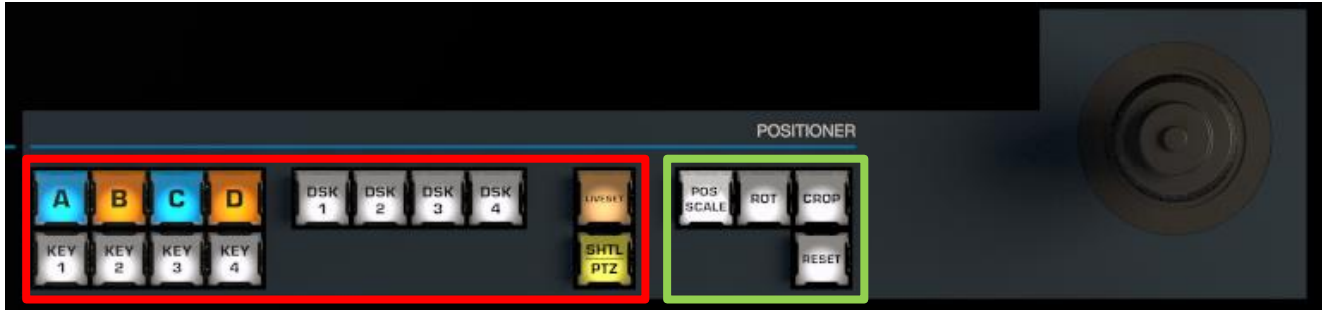 POSITIONER
A B C D DSK 1 DSK 2 DSK 3 DSK 4 LIVESET POS SCALE ROT CROP
KEY 1 KEY 2 KEY 3 KEY 4 SHTL PTZ RESET